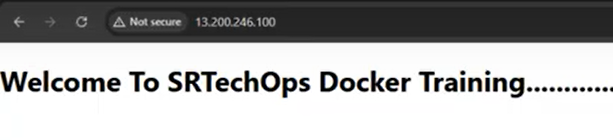 Not secure 13.200.246.100
Welcome To SRTechOps Docker Training............